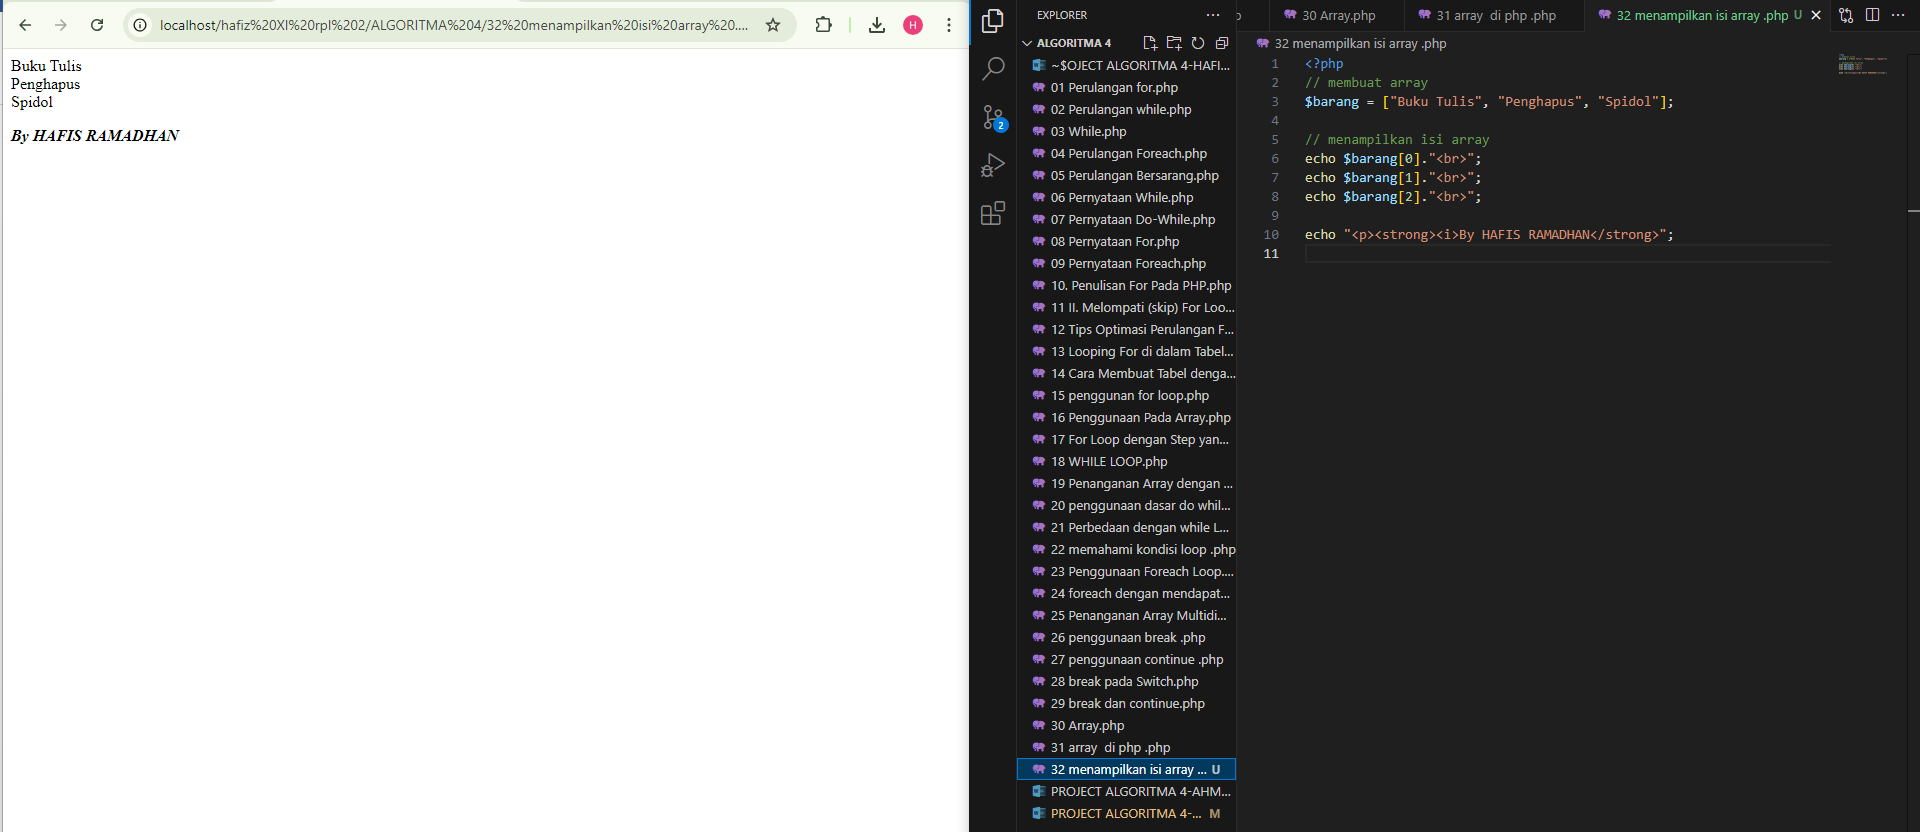 localhost/hafiz%20XI%20rpl%202/ALGORITMA%204/32%20menampilkan%20isi%20array%20....
H
Buku Tulis
Penghapus
Spidol
By HAFIS RAMADHAN
2
EXPLORER
ALGORITMA 4
~$OJECT ALGORITMA 4-HAFI...
01 Perulangan for.php
02 Perulangan while.php
03 While.php
04 Perulangan Foreach.php
05 Perulangan Bersarang.php
06 Pernyataan While.php
07 Pernyataan Do-While.php
08 Pernyataan For.php
09 Pernyataan Foreach.php
10. Penulisan For Pada PHP.php
11 II. Melompati (skip) For Loo...
12 Tips Optimasi Perulangan F...
13 Looping For di dalam Tabel...
14 Cara Membuat Tabel denga...
15 penggunan for loop.php
16 Penggunaan Pada Array.php
17 For Loop dengan Step yan...
18 WHILE LOOP.php
19 Penanganan Array dengan ...
20 penggunaan dasar do whil...
21 Perbedaan dengan while L...
22 memahami kondisi loop .php
23 Penggunaan Foreach Loop....
24 foreach dengan mendapat...
25 Penanganan Array Multidi...
26 penggunaan break .php
27 penggunaan continue .php
28 break pada Switch.php
29 break dan continue.php
30 Array.php
31 array  di php .php
32 menampilkan isi array ... U
PROJECT ALGORITMA 4-AHM...
PROJECT ALGORITMA 4-... M
30 Array.php
31 array  di php .php
32 menampilkan isi array .php U
32 menampilkan isi array .php
1 <?php
2 // membuat array
3 $barang = ["Buku Tulis", "Penghapus", "Spidol"];
4
5 // menampilkan isi array
6 echo $barang[0]."<br>";
7 echo $barang[1]."<br>";
8 echo $barang[2]."<br>";
9
10 echo "<p><strong><i>By HAFIS RAMADHAN</strong>";
11